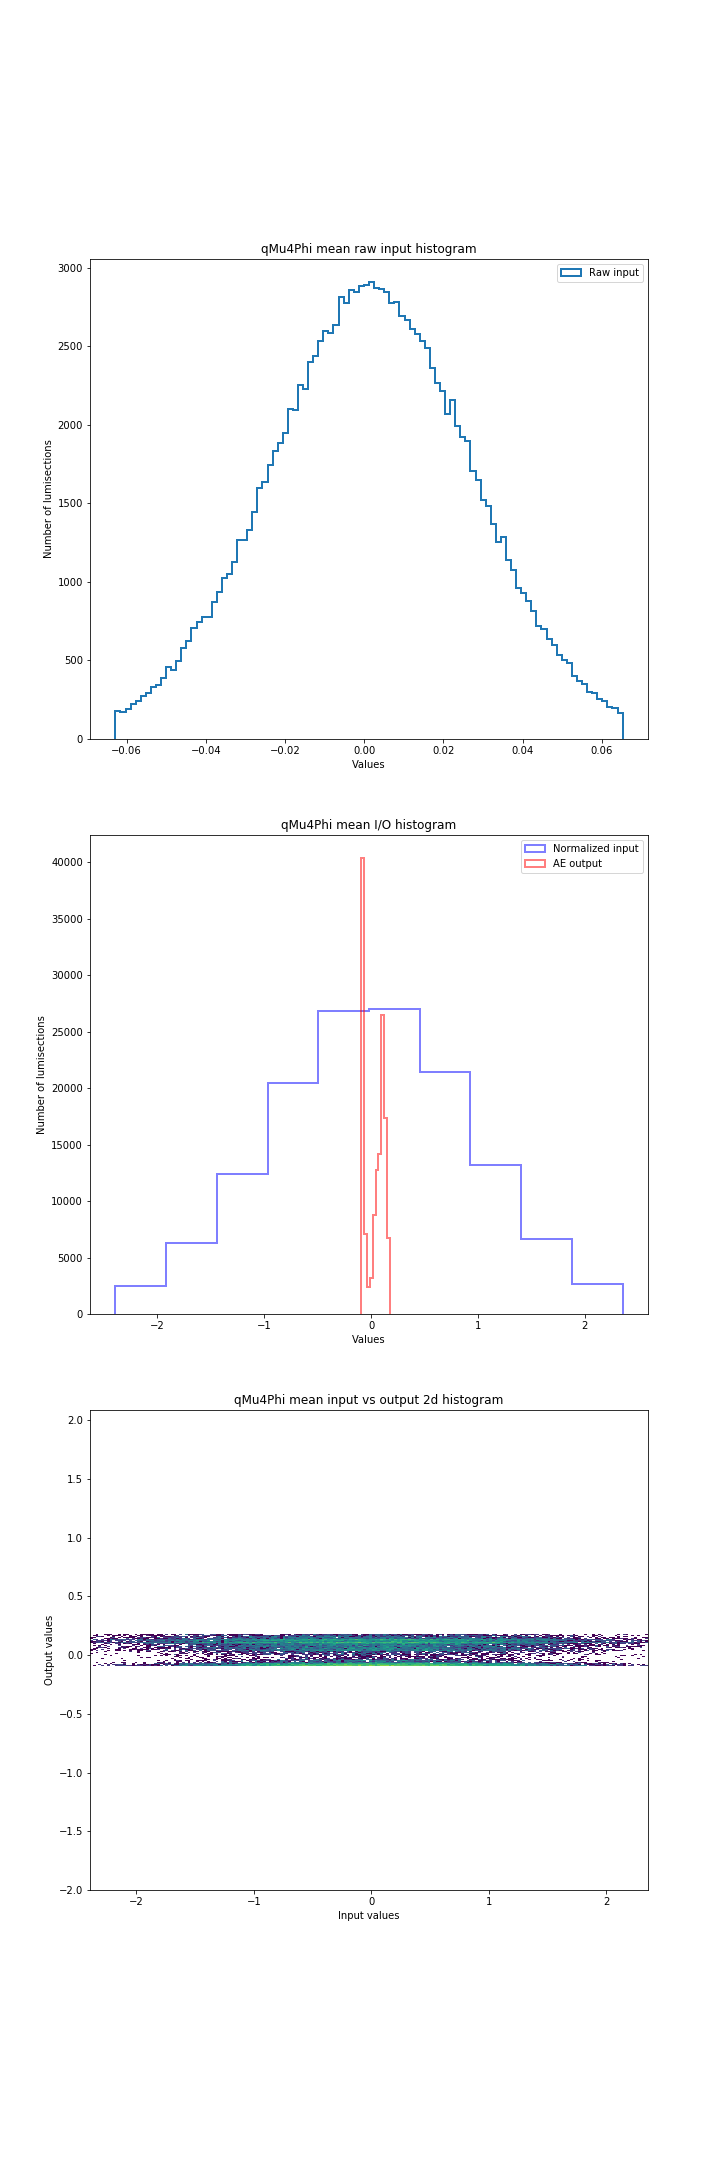 qMu4Phi mean raw input histogram
Raw input
3000
2500
2000
1500
1000
500
0
Number of lumisections
−0.06 −0.04 −0.02 0.00 0.02 0.04 0.06
Values
qMu4Phi mean I/O histogram
Normalized input
AE output
40000
35000
30000
25000
20000
15000
10000
5000
0
Number of lumisections
−2 −1 0 1 2
Values
qMu4Phi mean input vs output 2d histogram
2.0
1.5
1.0
0.5
0.0
−0.5
−1.0
−1.5
−2.0
Output values
−2 −1 0 1 2
Input values